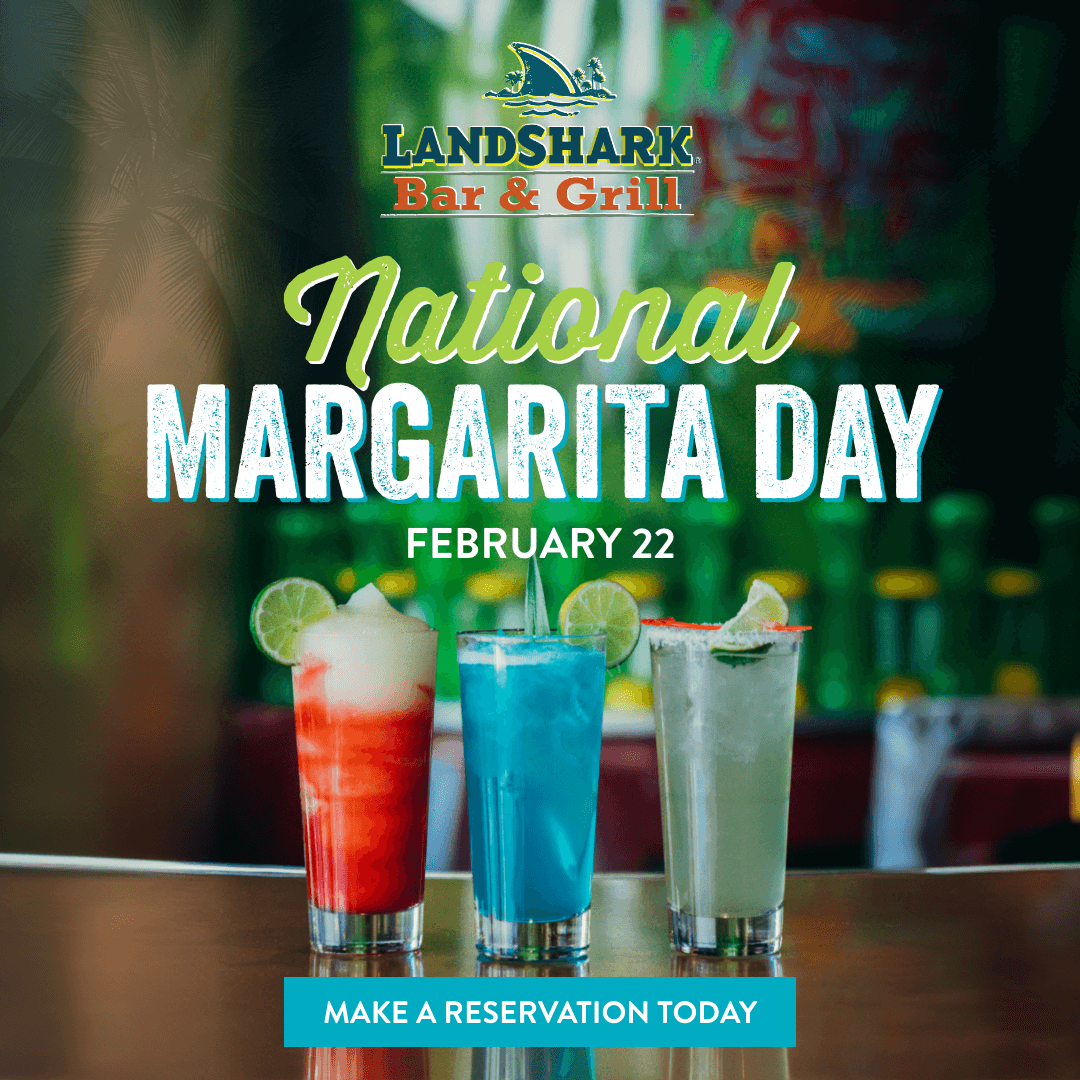 LANDSHARK
Bar & Grill
National
MARGARITA DAY
FEBRUARY 22
MAKE A RESERVATION TODAY